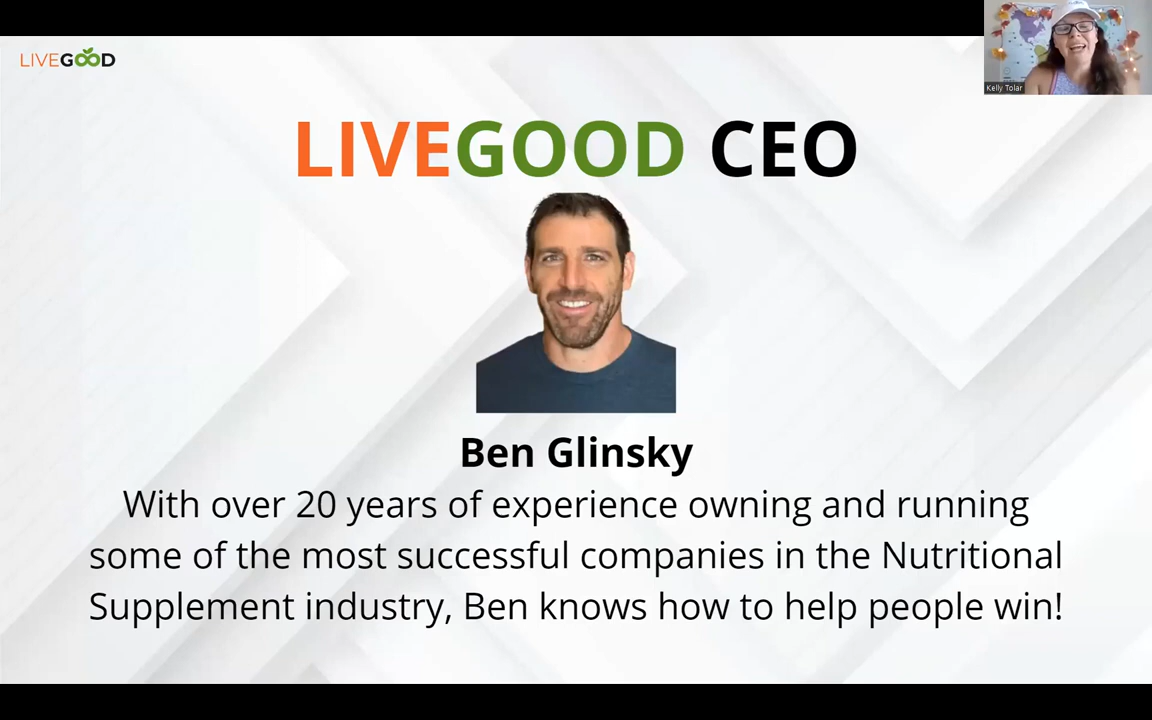 LIVEGOOD
Kelly Tolar
LIVEGOOD CEO
Ben Glinsky
With over 20 years of experience owning and running
some of the most successful companies in the Nutritional
Supplement industry, Ben knows how to help people win!